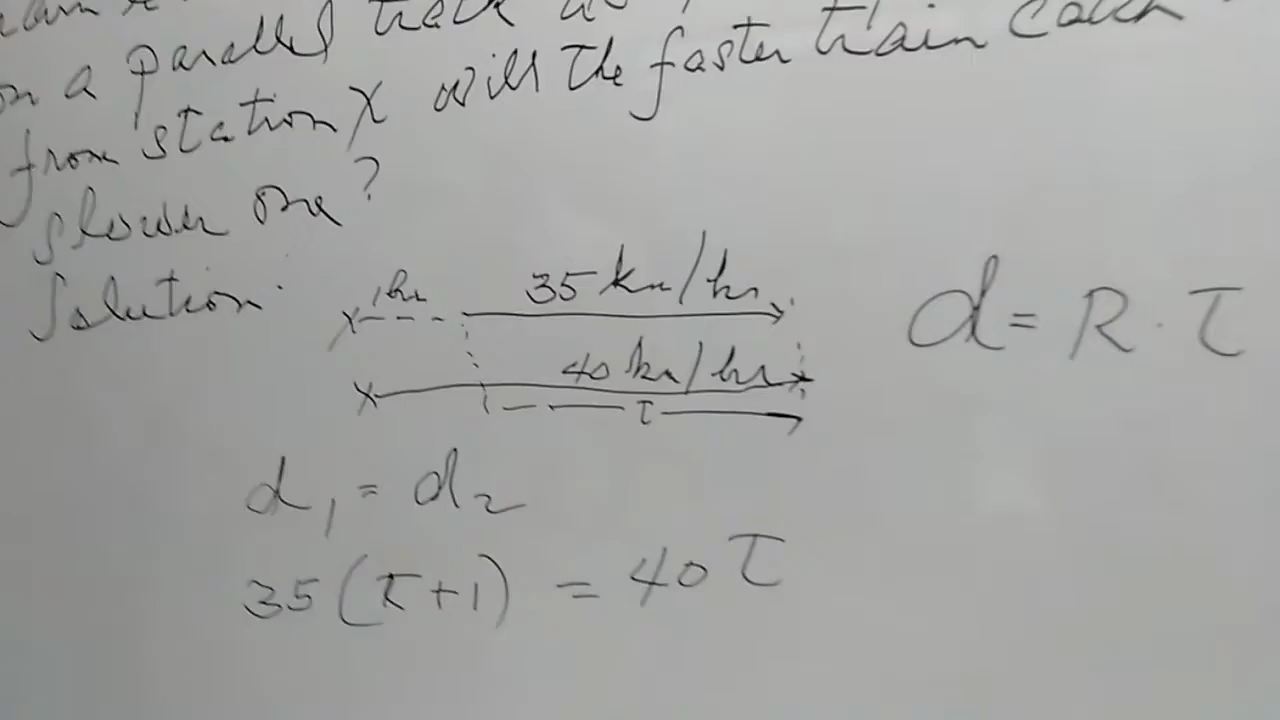 on a parallel track
from station X will the faster train catch
slower one?
Solution:
1hr 35 km/hr
X
40 km/hr
X
τ
d = R · τ
d₁ = d₂
35(τ+1) = 40τ